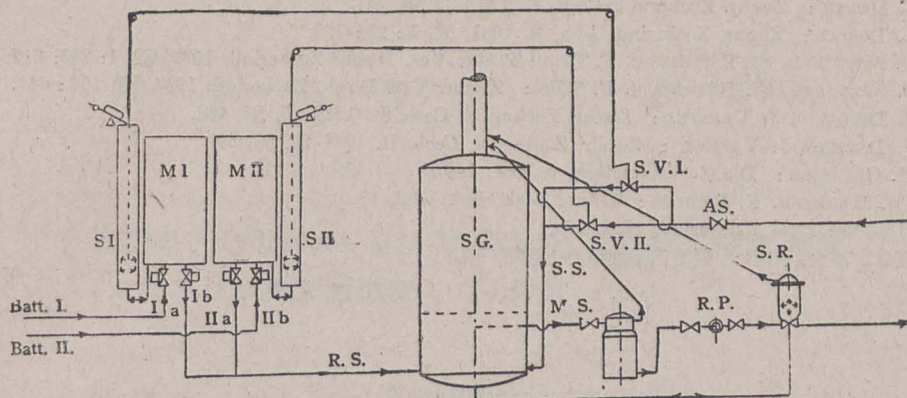 M I
M II
S. V. I.
AS.
S I
S II.
S G.
S. V. II.
S. R.
S. S.
I b
Batt. I.
I a
M. S.
R. P.
II a
II b
Batt. II.
R. S.